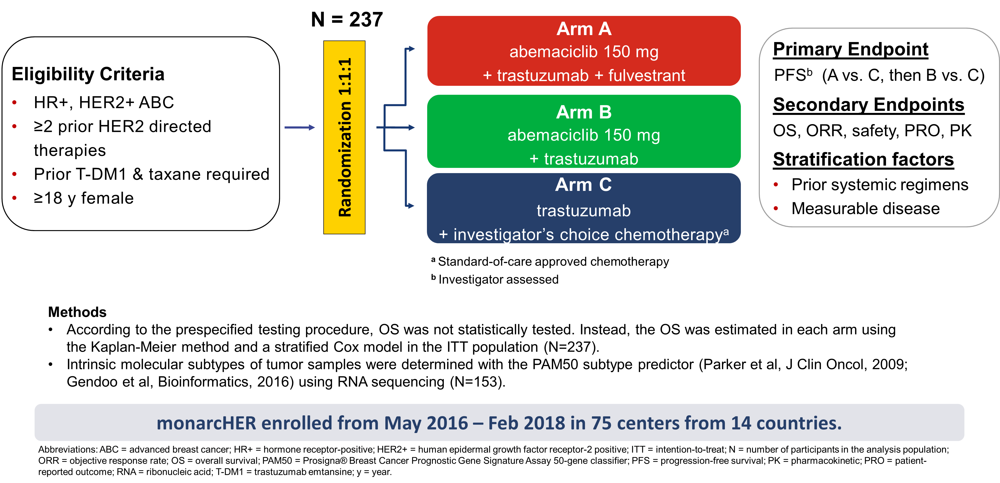 N = 237
Eligibility Criteria
• HR+, HER2+ ABC
• ≥2 prior HER2 directed
therapies
• Prior T-DM1 & taxane required
• ≥18 y female
Randomization 1:1:1
Arm A
abemaciclib 150 mg
+ trastuzumab + fulvestrant
Arm B
abemaciclib 150 mg
+ trastuzumab
Arm C
trastuzumab
+ investigator’s choice chemotherapyᵃ
ᵃ Standard-of-care approved chemotherapy
ᵇ Investigator assessed
Primary Endpoint
PFSᵇ (A vs. C, then B vs. C)
Secondary Endpoints
OS, ORR, safety, PRO, PK
Stratification factors
• Prior systemic regimens
• Measurable disease
Methods
• According to the prespecified testing procedure, OS was not statistically tested. Instead, the OS was estimated in each arm using
the Kaplan-Meier method and a stratified Cox model in the ITT population (N=237).
• Intrinsic molecular subtypes of tumor samples were determined with the PAM50 subtype predictor (Parker et al, J Clin Oncol, 2009;
Gendoo et al, Bioinformatics, 2016) using RNA sequencing (N=153).
monarcHER enrolled from May 2016 – Feb 2018 in 75 centers from 14 countries.
Abbreviations: ABC = advanced breast cancer; HR+ = hormone receptor-positive; HER2+ = human epidermal growth factor receptor-2 positive; ITT = intention-to-treat; N = number of participants in the analysis population;
ORR = objective response rate; OS = overall survival; PAM50 = Prosigna® Breast Cancer Prognostic Gene Signature Assay 50-gene classifier; PFS = progression-free survival; PK = pharmacokinetic; PRO = patient-
reported outcome; RNA = ribonucleic acid; T-DM1 = trastuzumab emtansine; y = year.